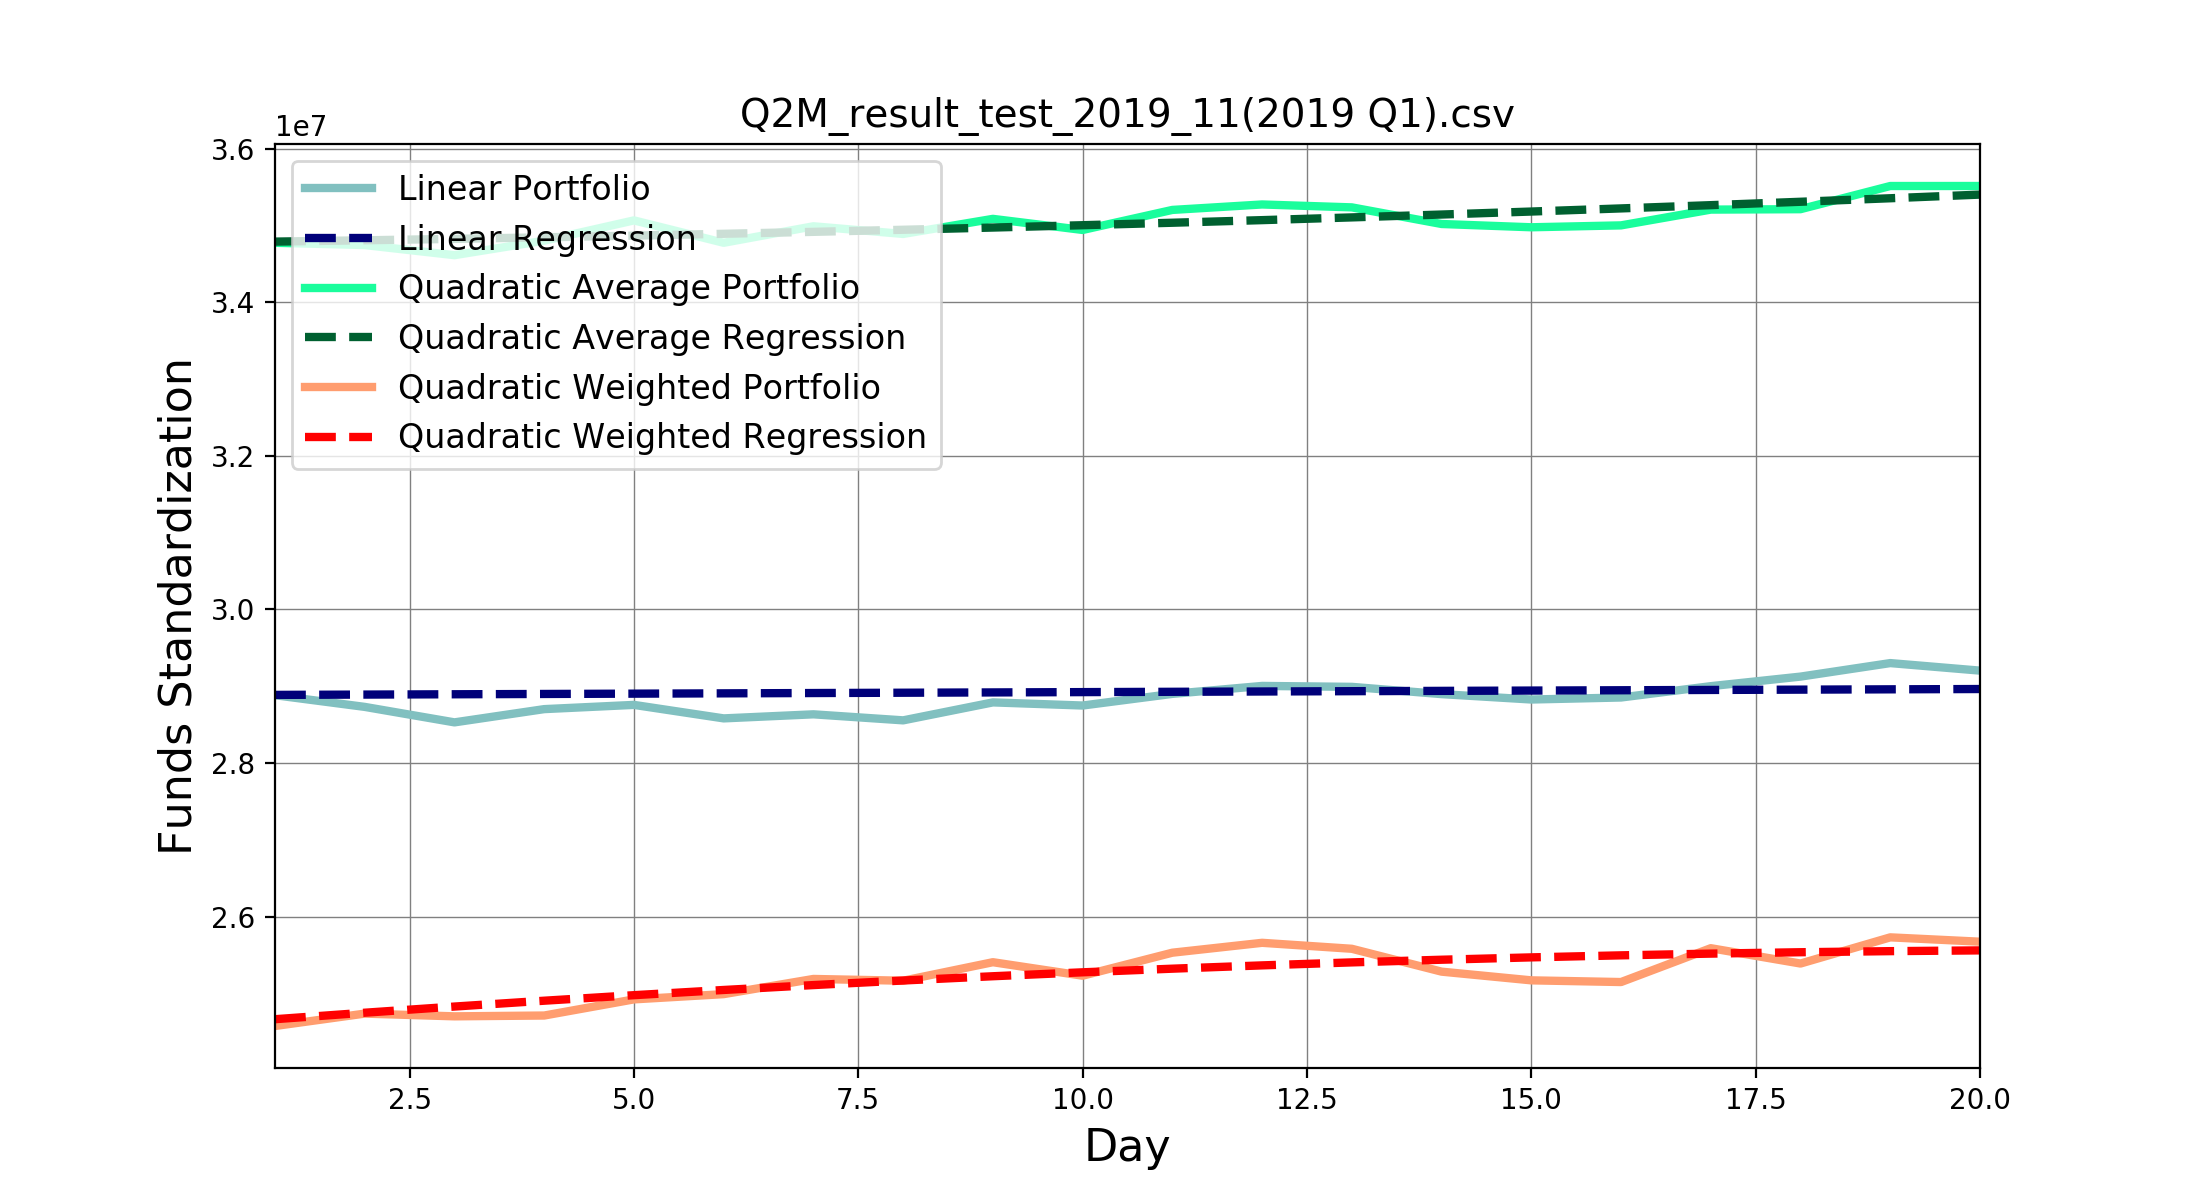 Q2M_result_test_2019_11(2019 Q1).csv
1e7
3.6
3.4
3.2
3.0
2.8
2.6
Funds Standardization
Linear Portfolio
Linear Regression
Quadratic Average Portfolio
Quadratic Average Regression
Quadratic Weighted Portfolio
Quadratic Weighted Regression
2.5 5.0 7.5 10.0 12.5 15.0 17.5 20.0
Day